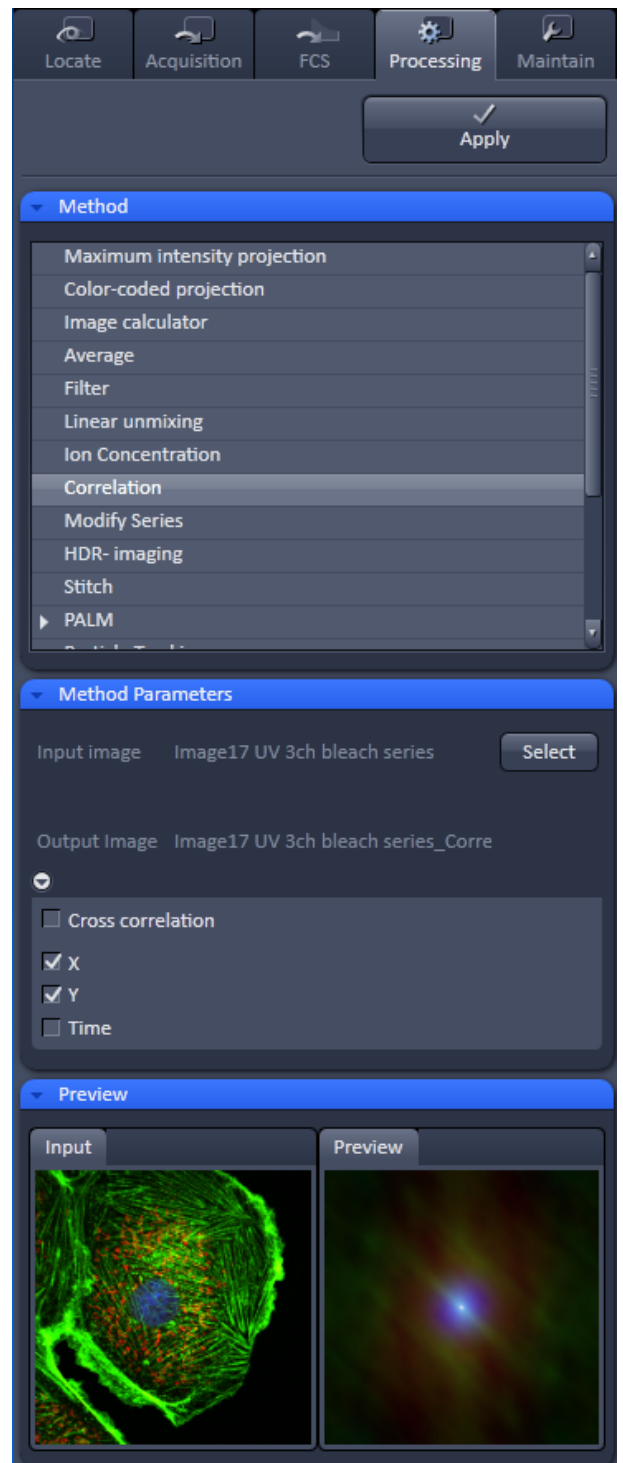 Locate Acquisition FCS Processing Maintain
Apply
Method
Maximum intensity projection
Color-coded projection
Image calculator
Average
Filter
Linear unmixing
Ion Concentration
Correlation
Modify Series
HDR- imaging
Stitch
PALM
Method Parameters
Input image Image17 UV 3ch bleach series Select
Output Image Image17 UV 3ch bleach series_Corre
Cross correlation
X
Y
Time
Preview
Input Preview